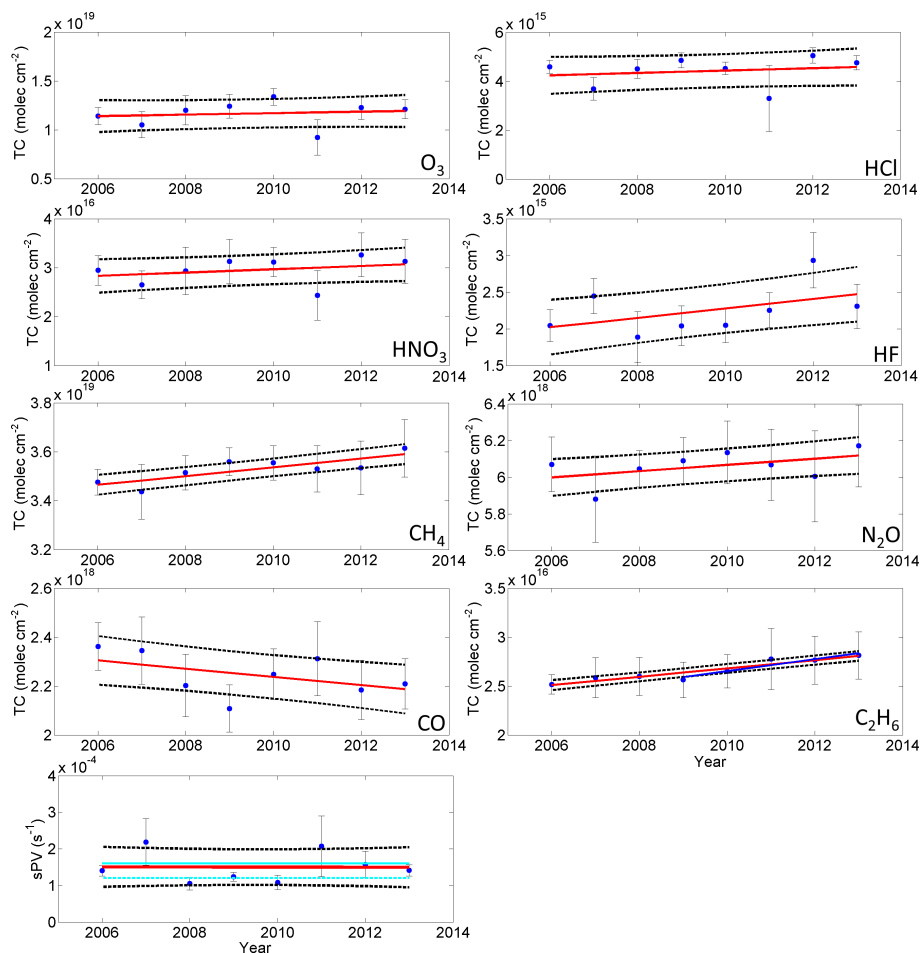 x 10^19
2
1.5
1
0.5
TC (molec cm^-2)
2006 2008 2010 2012 2014
O_3
x 10^15
6
4
2
0
TC (molec cm^-2)
2006 2008 2010 2012 2014
HCl
x 10^16
4
3
2
1
TC (molec cm^-2)
2006 2008 2010 2012 2014
HNO_3
x 10^15
3.5
3
2.5
2
1.5
TC (molec cm^-2)
2006 2008 2010 2012 2014
HF
x 10^19
3.8
3.6
3.4
3.2
TC (molec cm^-2)
2006 2008 2010 2012 2014
CH_4
x 10^18
6.4
6.2
6
5.8
5.6
TC (molec cm^-2)
2006 2008 2010 2012 2014
N_2O
x 10^18
2.6
2.4
2.2
2
TC (molec cm^-2)
2006 2008 2010 2012 2014
CO
x 10^16
3.5
3
2.5
2
TC (molec cm^-2)
2006 2008 2010 2012 2014
Year
C_2H_6
x 10^-4
4
3
2
1
0
sPV (s^-1)
2006 2008 2010 2012 2014
Year